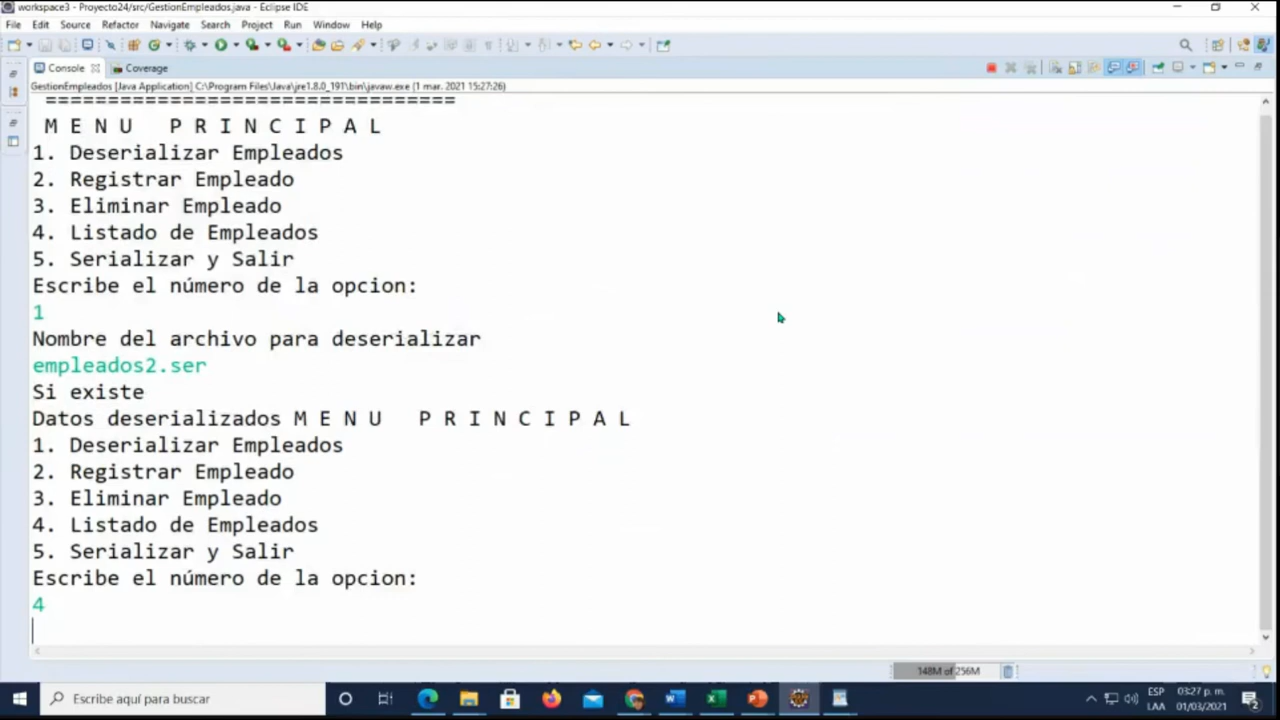 workspace3 - Proyecto24/src/GestionEmpleados.java - Eclipse IDE
File Edit Source Refactor Navigate Search Project Run Window Help
Console Coverage
GestionEmpleados [Java Application] C:\Program Files\Java\jre1.8.0_191\bin\javaw.exe (1 mar. 2021 15:27:26)
=================================
M E N U   P R I N C I P A L
1. Deserializar Empleados
2. Registrar Empleado
3. Eliminar Empleado
4. Listado de Empleados
5. Serializar y Salir
Escribe el número de la opcion:
1
Nombre del archivo para deserializar
empleados2.ser
Si existe
Datos deserializados M E N U   P R I N C I P A L
1. Deserializar Empleados
2. Registrar Empleado
3. Eliminar Empleado
4. Listado de Empleados
5. Serializar y Salir
Escribe el número de la opcion:
4
148M of 256M
Escribe aquí para buscar
ESP 03:27 p. m.
LAA 01/03/2021
2